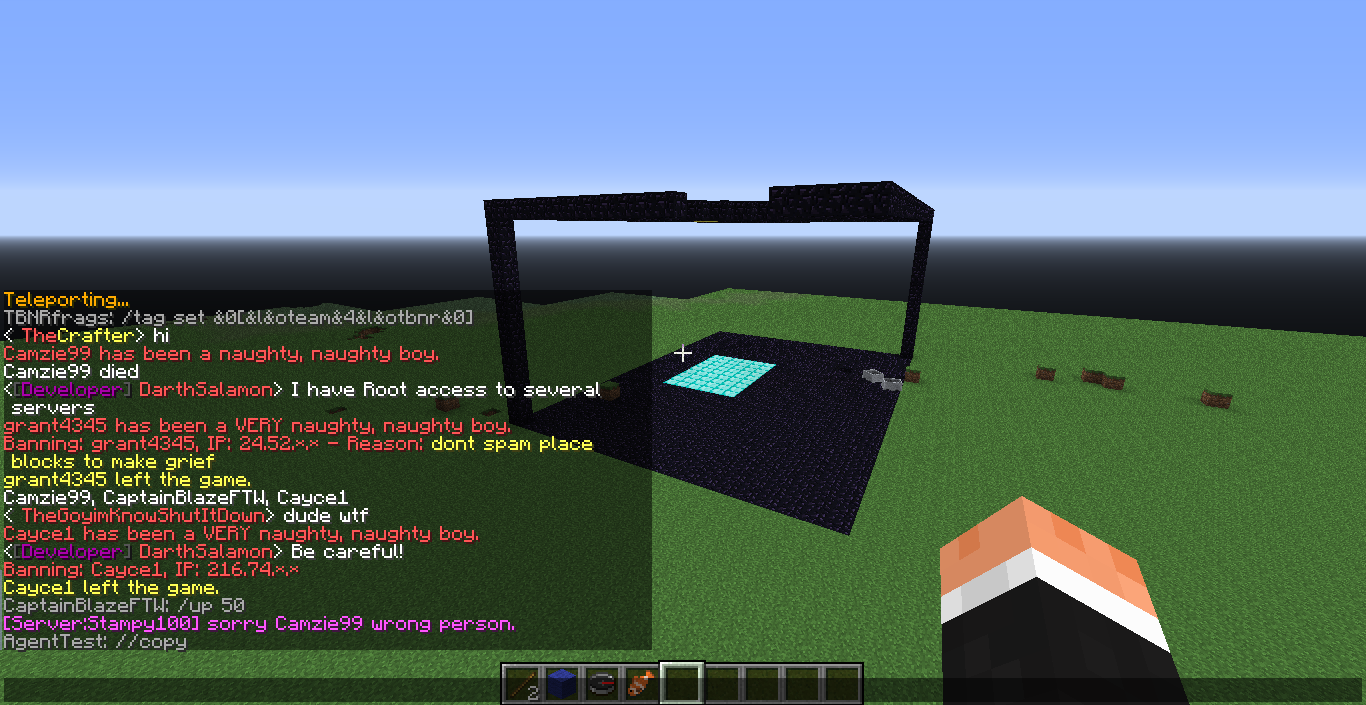 Teleporting...
TBNRfrags: /tag set &0[&l&oteam&4&l&otbnr&0]
< TheCrafter> hi
Camzie99 has been a naughty, naughty boy.
Camzie99 died
<[Developer] DarthSalamon> I have Root access to several
servers
grant4345 has been a VERY naughty, naughty boy.
Banning: grant4345, IP: 24.52.*.* - Reason: dont spam place
blocks to make grief
grant4345 left the game.
Camzie99, CaptainBlazeFTW, Cayce1
< TheGoyimKnowShutItDown> dude wtf
Cayce1 has been a VERY naughty, naughty boy.
<[Developer] DarthSalamon> Be careful!
Banning: Cayce1, IP: 216.74.*.*
Cayce1 left the game.
CaptainBlazeFTW: /up 50
[Server:Stampy100] sorry Camzie99 wrong person.
AgentTest: //copy
2